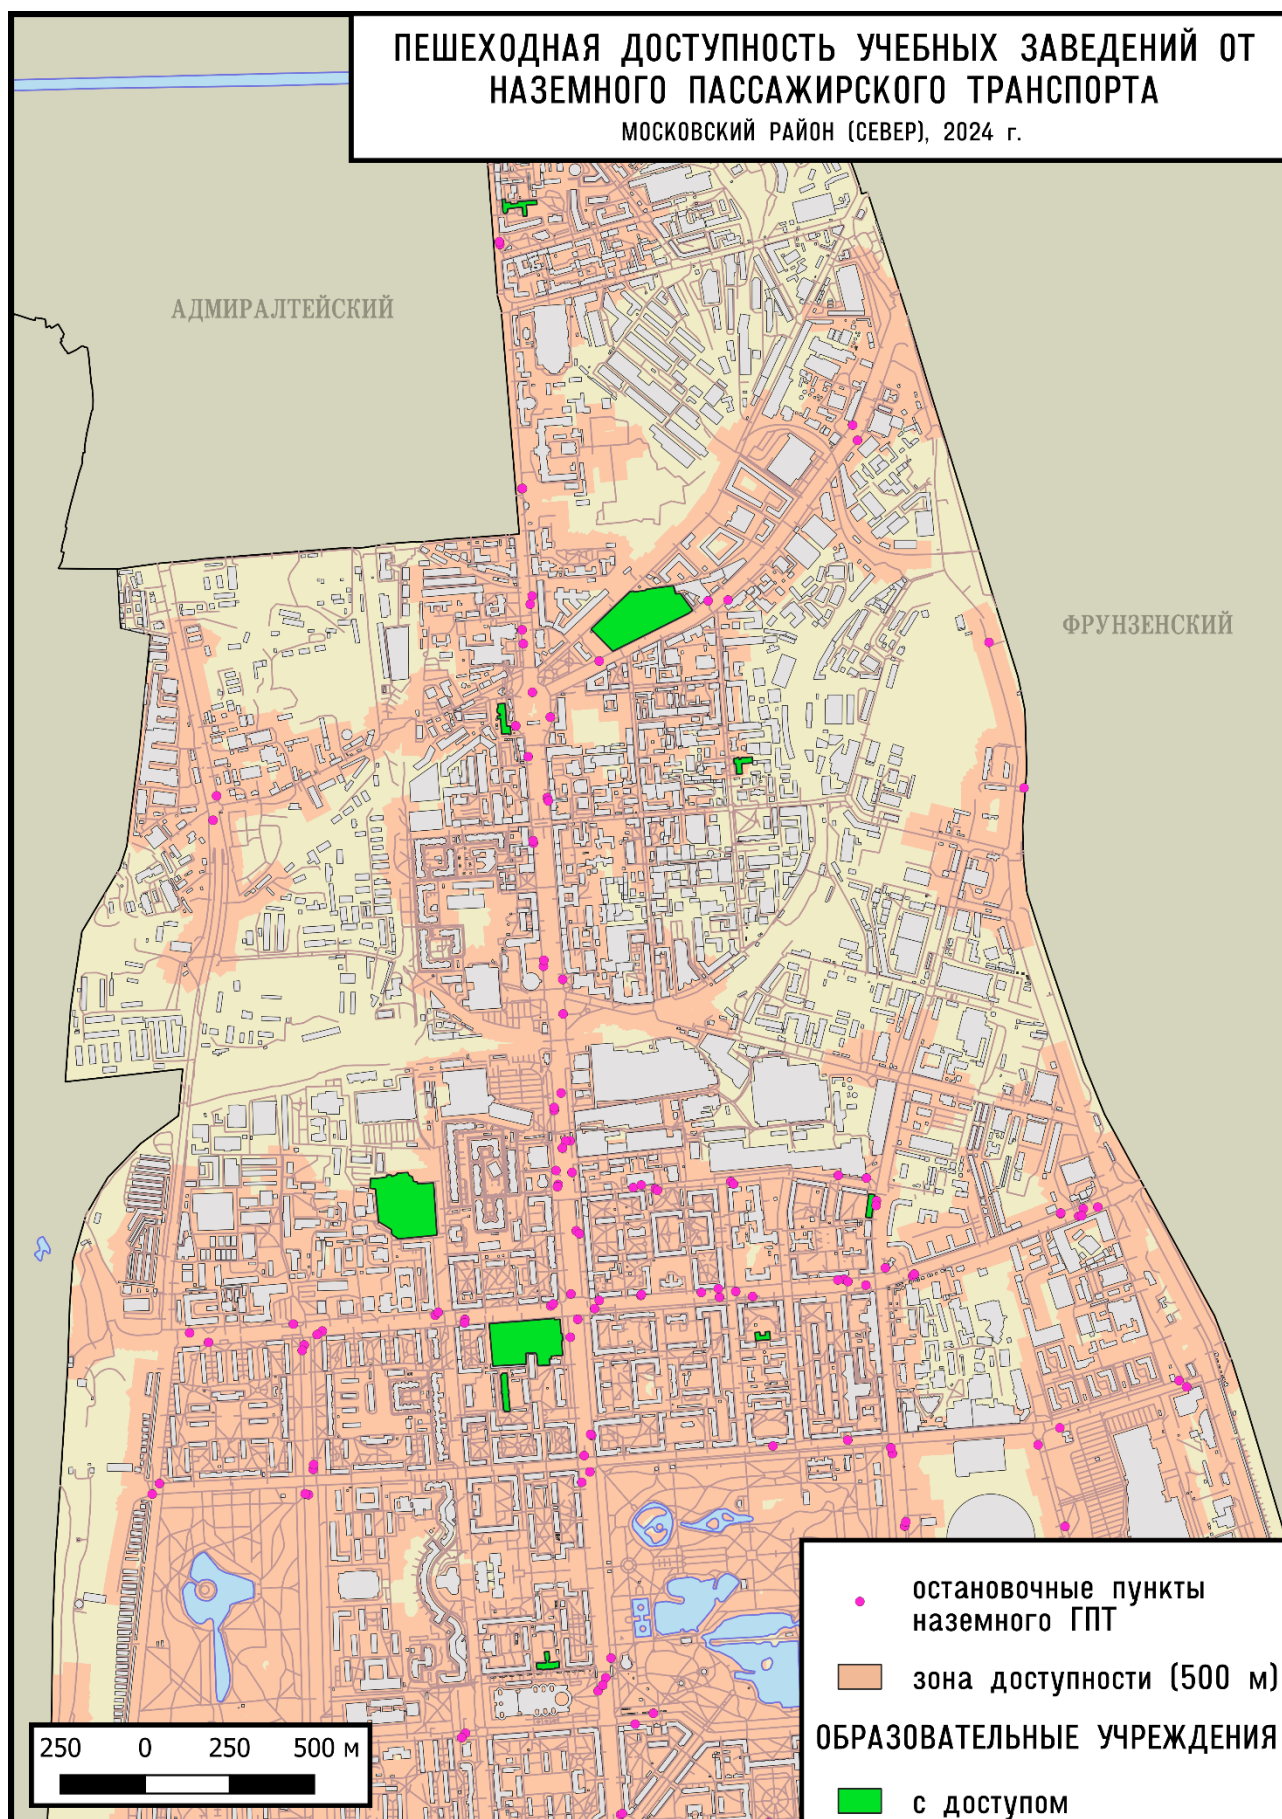 ПЕШЕХОДНАЯ ДОСТУПНОСТЬ УЧЕБНЫХ ЗАВЕДЕНИЙ ОТ
НАЗЕМНОГО ПАССАЖИРСКОГО ТРАНСПОРТА
МОСКОВСКИЙ РАЙОН (СЕВЕР), 2024 г.
АДМИРАЛТЕЙСКИЙ
ФРУНЗЕНСКИЙ
остановочные пункты
наземного ГПТ
зона доступности (500 м)
ОБРАЗОВАТЕЛЬНЫЕ УЧРЕЖДЕНИЯ
с доступом
250 0 250 500 м